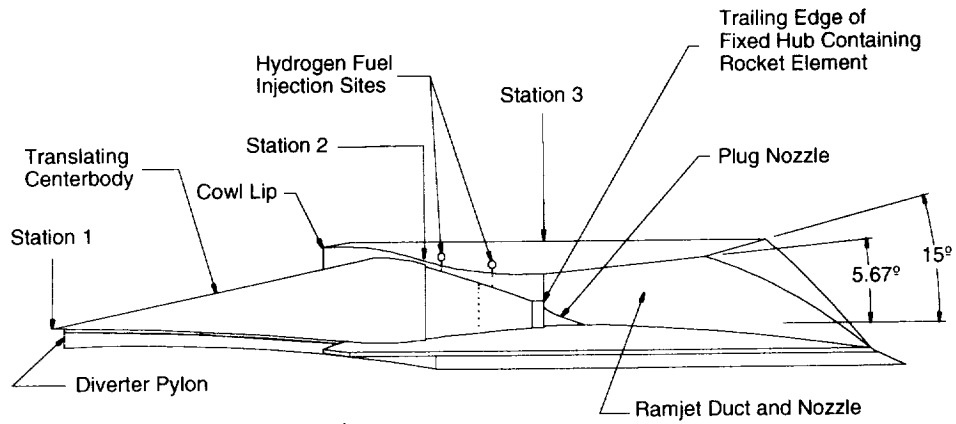 Trailing Edge of
Fixed Hub Containing
Rocket Element
Hydrogen Fuel
Injection Sites
Station 3
Station 2
Plug Nozzle
Translating
Centerbody
Cowl Lip
Station 1
15º
5.67º
Diverter Pylon
Ramjet Duct and Nozzle